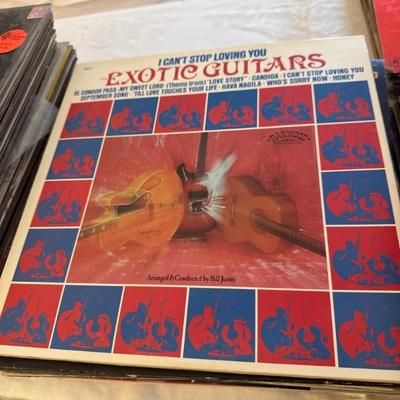 I CAN'T STOP LOVING YOU
EXOTIC GUITARS
EL CONDOR PASA • MY SWEET LORD • (Theme from) "LOVE STORY" • CANDIDA • I CAN'T STOP LOVING YOU
SEPTEMBER SONG • 'TILL LOVE TOUCHES YOUR LIFE • HAVA NAGILA • WHO'S SORRY NOW • HONEY
RANWOOD
Arranged & Conducted by Bill Justis